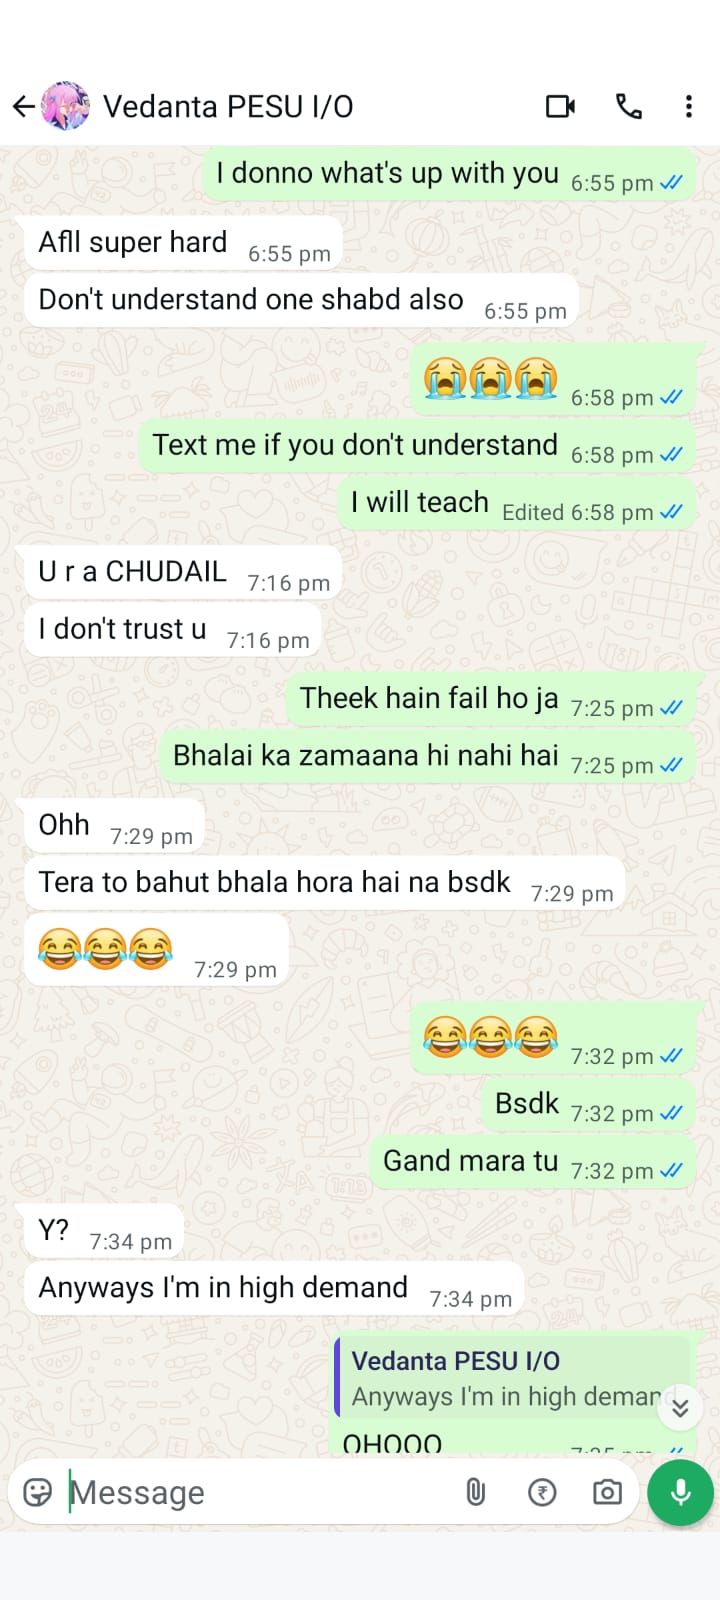 Vedanta PESU I/O
I donno what's up with you 6:55 pm
Afll super hard 6:55 pm
Don't understand one shabd also 6:55 pm
😭😭😭 6:58 pm
Text me if you don't understand 6:58 pm
I will teach Edited 6:58 pm
U r a CHUDAIL 7:16 pm
I don't trust u 7:16 pm
Theek hain fail ho ja 7:25 pm
Bhalai ka zamaana hi nahi hai 7:25 pm
Ohh 7:29 pm
Tera to bahut bhala hora hai na bsdk 7:29 pm
😂😂😂 7:29 pm
😂😂😂 7:32 pm
Bsdk 7:32 pm
Gand mara tu 7:32 pm
Y? 7:34 pm
Anyways I'm in high demand 7:34 pm
Vedanta PESU I/O
Anyways I'm in high deman
OHOOO
Message